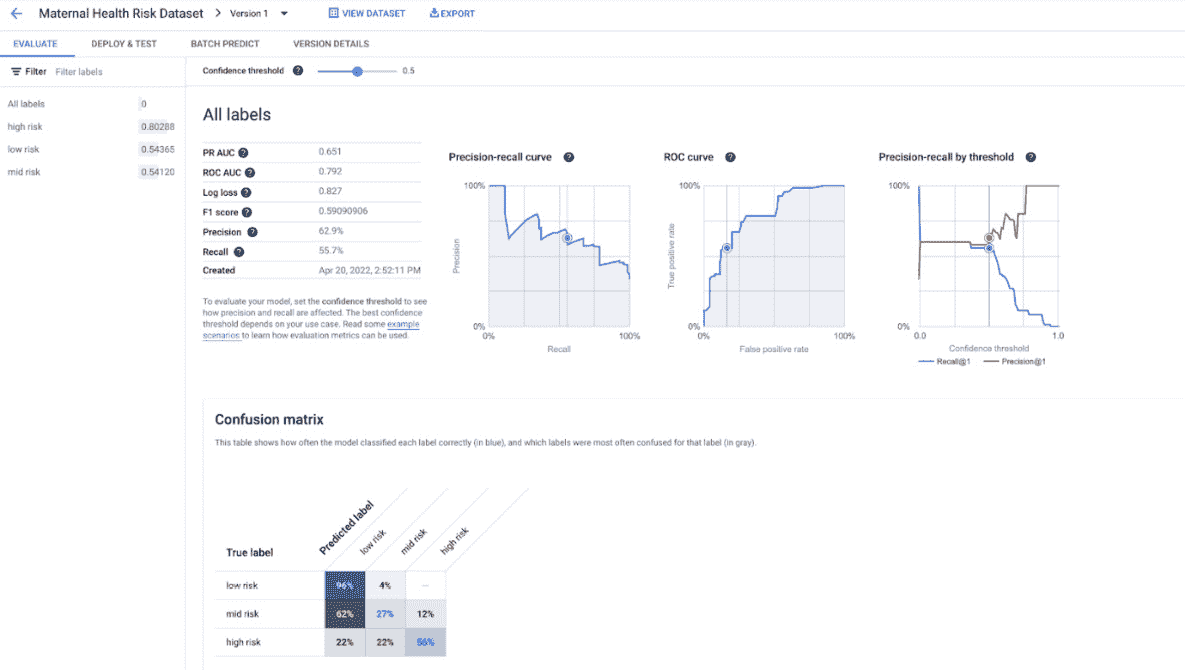 Maternal Health Risk Dataset > Version 1 VIEW DATASET EXPORT
EVALUATE DEPLOY & TEST BATCH PREDICT VERSION DETAILS
Filter Filter labels
Confidence threshold ? 0.5
All labels 0
high risk 0.80288
low risk 0.54365
mid risk 0.54120
All labels
PR AUC ? 0.651
ROC AUC ? 0.792
Log loss ? 0.827
F1 score ? 0.59090906
Precision ? 62.9%
Recall ? 55.7%
Created Apr 20, 2022, 2:52:11 PM
To evaluate your model, set the confidence threshold to see
how precision and recall are affected. The best confidence
threshold depends on your use case. Read some example
scenarios to learn how evaluation metrics can be used.
Precision-recall curve ?
100%
Precision
0%
0% 100%
Recall
ROC curve ?
100%
True positive rate
0%
0% 100%
False positive rate
Precision-recall by threshold ?
100%
0%
0.0 1.0
Confidence threshold
Recall@1 Precision@1
Confusion matrix
This table shows how often the model classified each label correctly (in blue), and which labels were most often confused for that label (in gray).
True label Predicted label low risk mid risk high risk
low risk 96% 4% —
mid risk 62% 27% 12%
high risk 22% 22% 56%